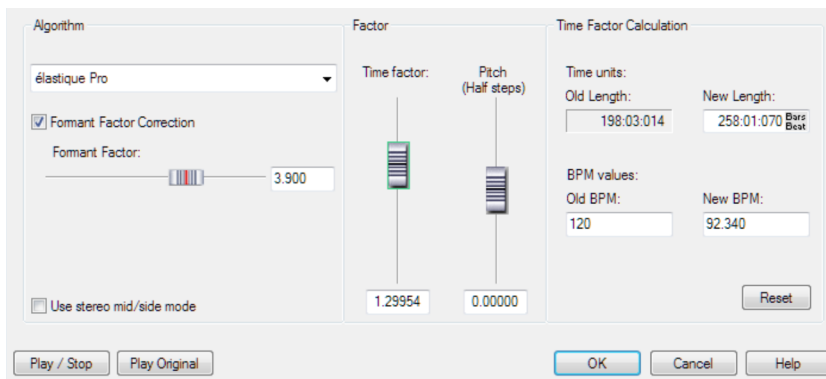 Algorithm
élastique Pro
Formant Factor Correction
Formant Factor:
3.900
Use stereo mid/side mode
Factor
Time factor:
Pitch
(Half steps)
1.29954
0.00000
Time Factor Calculation
Time units:
Old Length:
New Length:
198:03:014
258:01:070 Bars
Beat
BPM values:
Old BPM:
New BPM:
120
92.340
Reset
Play / Stop
Play Original
OK
Cancel
Help